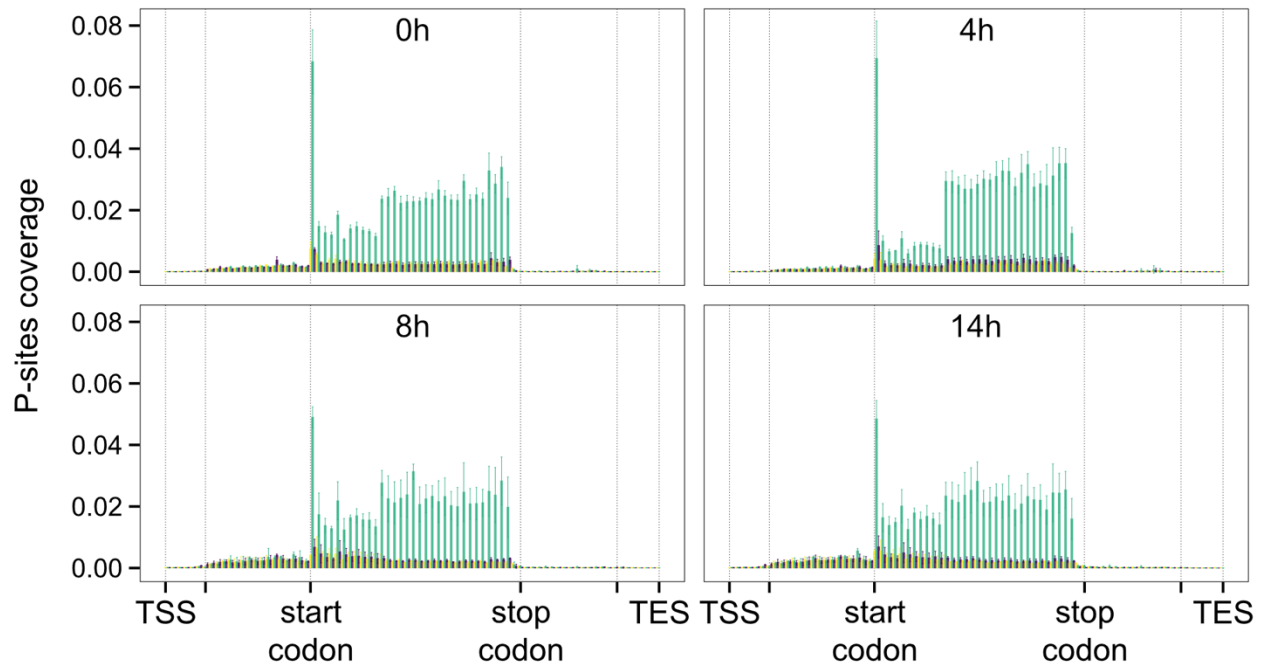 P-sites coverage
0.08
0.06
0.04
0.02
0.00
0h
4h
0.08
0.06
0.04
0.02
0.00
8h
14h
TSS
start
codon
stop
codon
TES
TSS
start
codon
stop
codon
TES